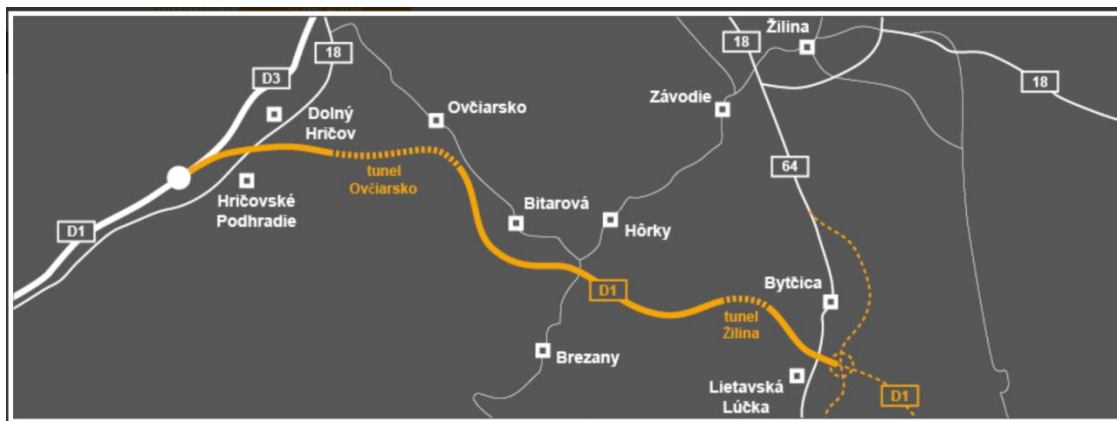 18
Žilina
18
D3
18
Dolný
Hričov
Ovčiarsko
Závodie
tunel
Ovčiarsko
64
Hričovské
Podhradie
Bitarová
Hôrky
D1
D1
Bytčica
tunel
Žilina
Brezany
Lietavská
Lúčka
D1